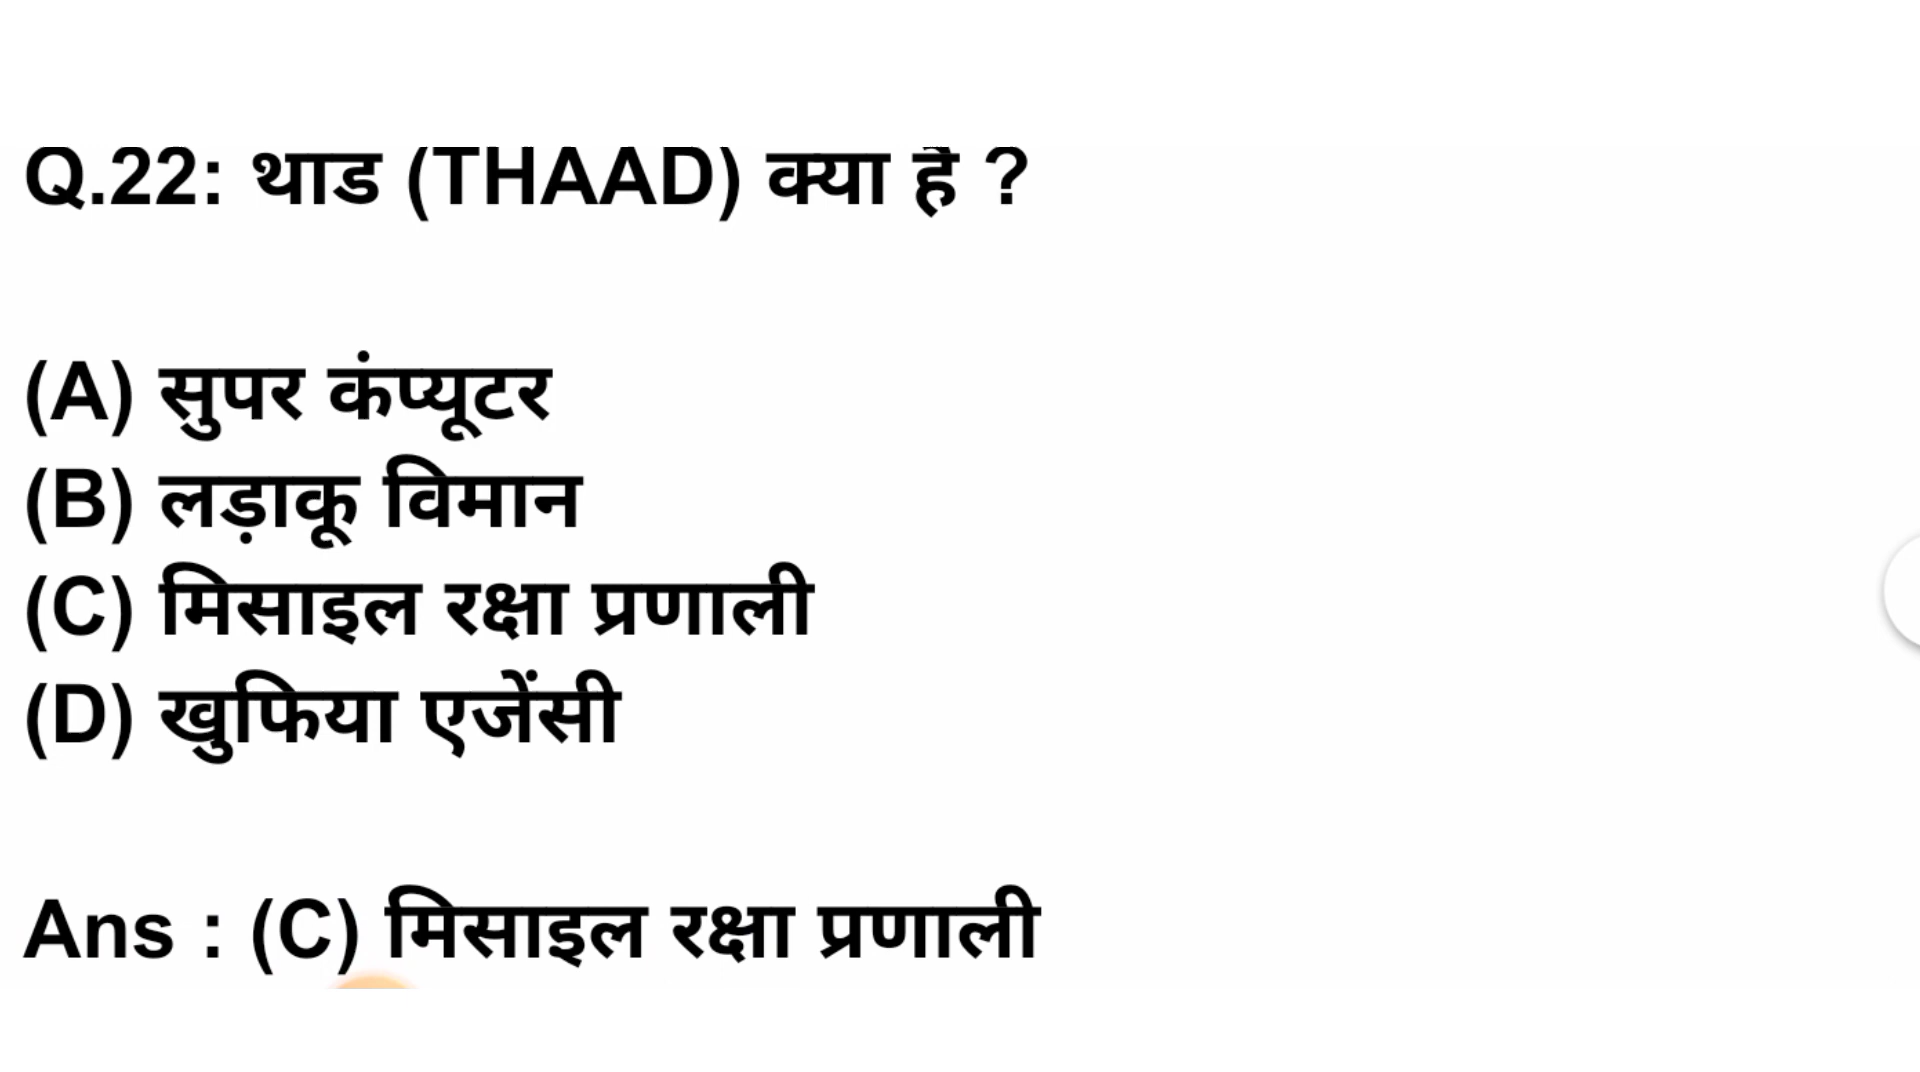 Q.22: थाड (THAAD) क्या है ?
(A) सुपर कंप्यूटर
(B) लड़ाकू विमान
(C) मिसाइल रक्षा प्रणाली
(D) खुफिया एजेंसी
Ans : (C) मिसाइल रक्षा प्रणाली